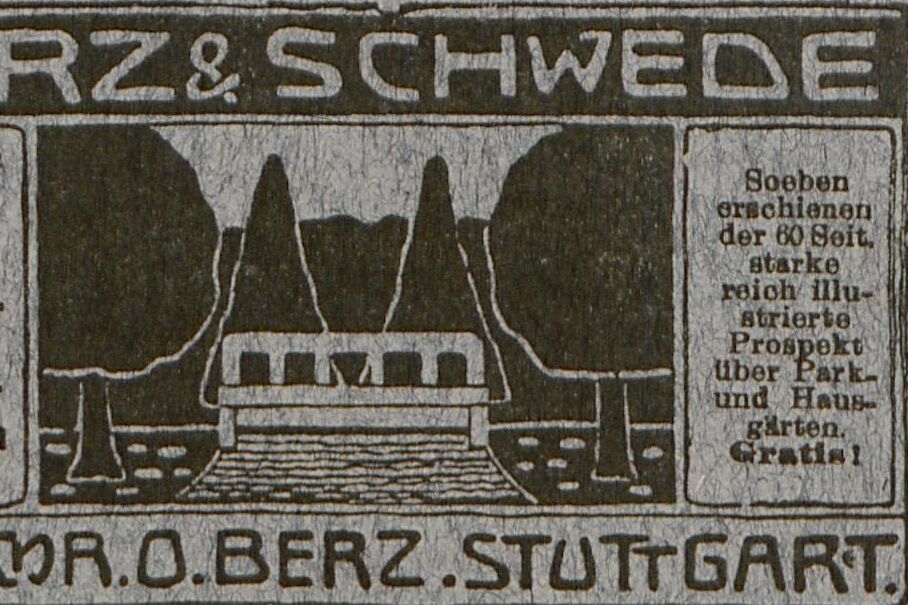 RZ & SCHWEDE
Soeben
erschienen
der 60 Seit.
starke
reich illu-
strierte
Prospekt
über Park-
und Haus-
gärten.
Gratis!
R. O. BERZ. STUTTGART.